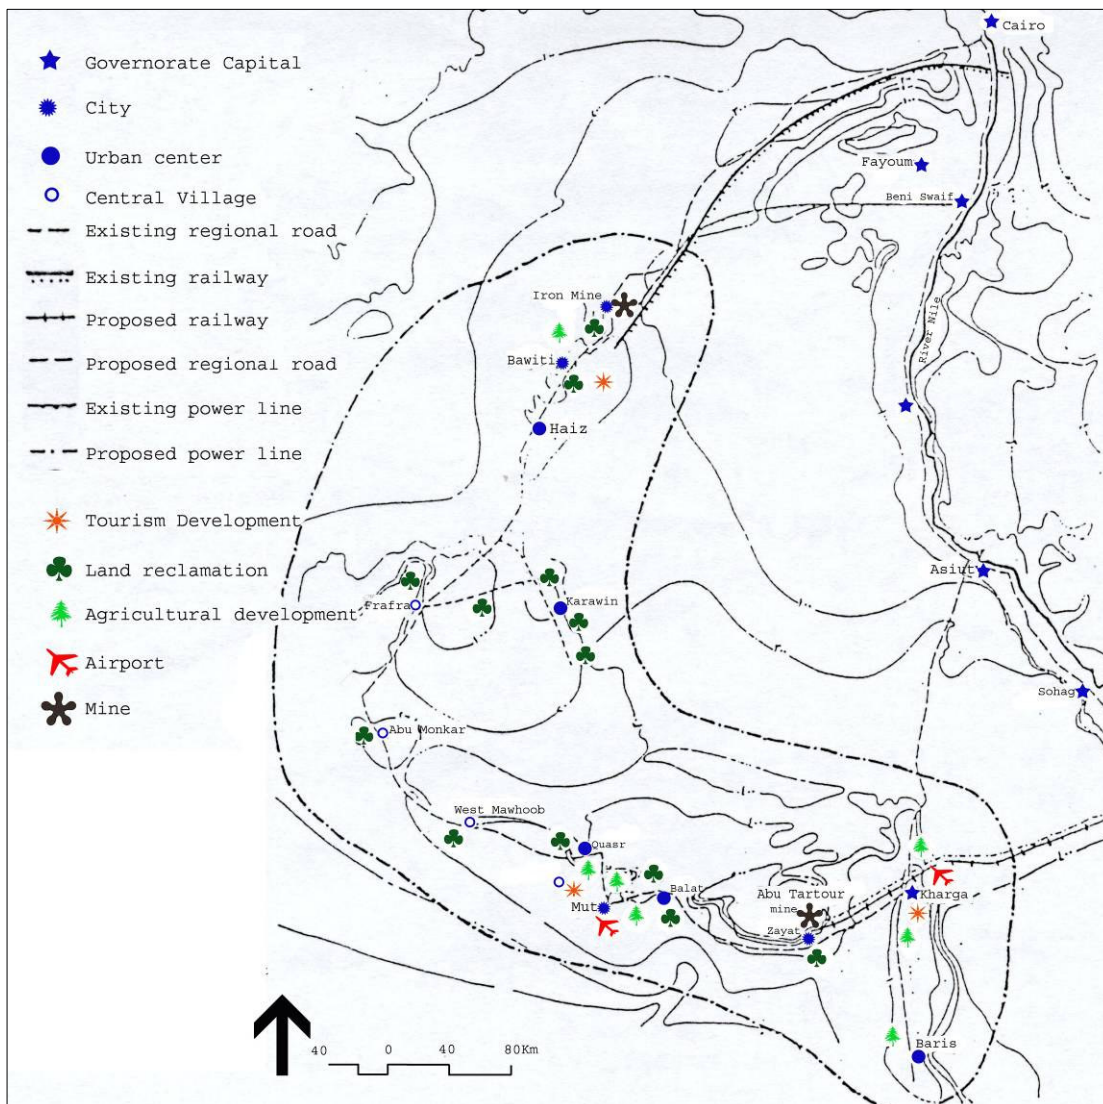 Governorate Capital
City
Urban center
Central Village
Existing regional road
Existing railway
Proposed railway
Proposed regional road
Existing power line
Proposed power line
Tourism Development
Land reclamation
Agricultural development
Airport
Mine
Cairo
Fayoum
Beni Swaif
River Nile
Iron Mine
Bawiti
Haiz
Asiut
Frafra
Karawin
Sohag
Abu Monkar
West Mawhoob
Quasr
Balat
Mut
Abu Tartour
mine
Zayat
Kharga
Baris
40 0 40 80Km